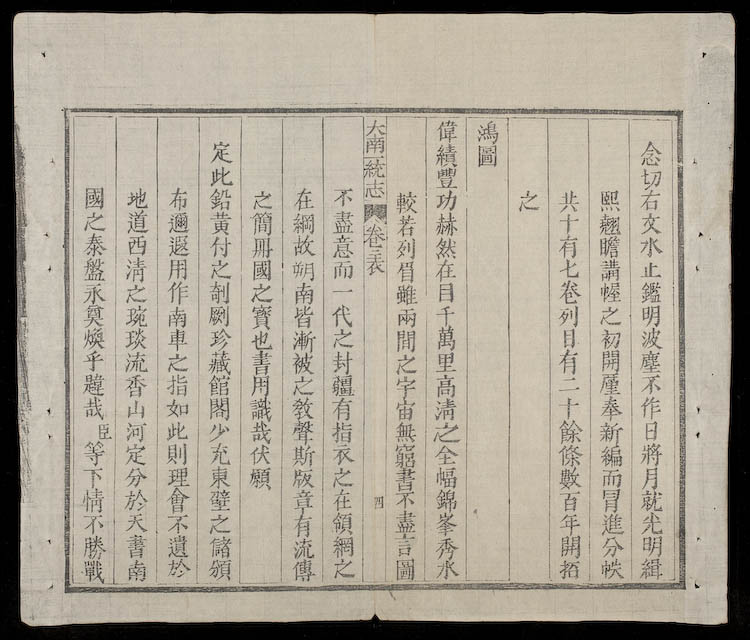 念切右文水止鑑明波塵不作日將月就光明緝
熙翹瞻講幄之初開厪奉新編而冒進分帙
共十有七卷列目有二十餘條數百年開拓
之
鴻圖
偉績豐功赫然在目千萬里高清之全幅錦峯秀水
較若列眉雖兩間之宇宙無窮書不盡言圖
大南一統志 卷 表 四
不盡意而一代之封疆有指衣之在領網之
在綱故朔南皆漸被之敎聲斯版章有流傳
之簡冊國之寶也書用識哉伏願
定此鉛黃付之剞劂珍藏館閣少充東壁之儲頒
布邇遐用作南車之指如此則理會不遺於
地道西清之琬琰流香山河定分於天書南
國之泰盤永奠煥乎韙哉臣等下情不勝戰